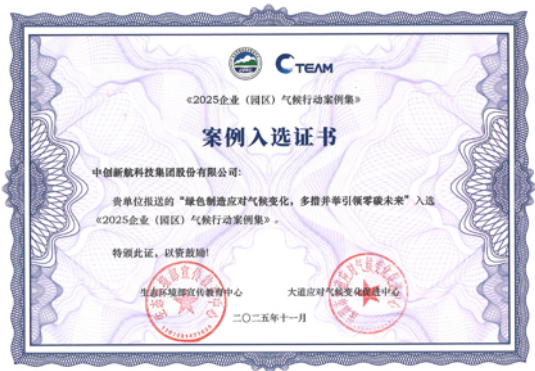 CTEAM
《2025企业（园区）气候行动案例集》
案例入选证书
中创新航科技集团股份有限公司:
贵单位报送的“绿色制造应对气候变化，多措并举引领零碳未来”入选
《2025企业（园区）气候行动案例集》。
特颁此证，以资鼓励!
生态环境部宣传教育中心 大道应对气候变化促进中心
二〇二五年十一月